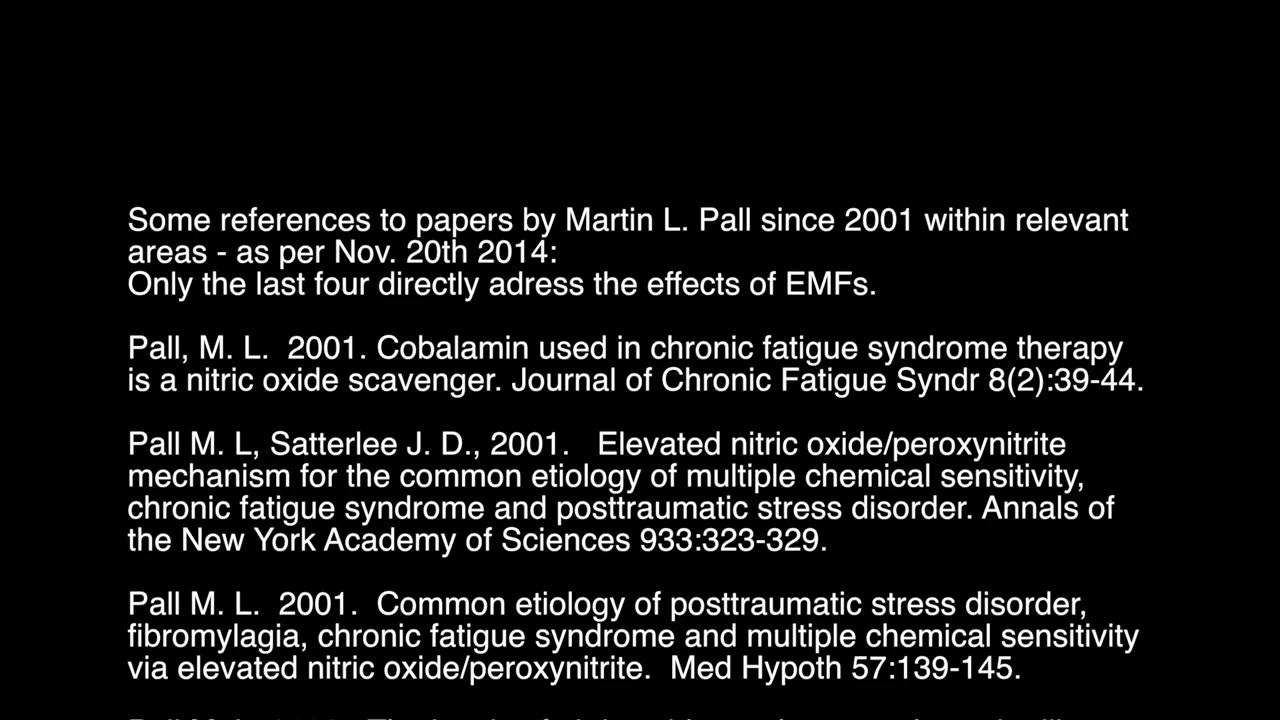 Some references to papers by Martin L. Pall since 2001 within relevant
areas - as per Nov. 20th 2014:
Only the last four directly adress the effects of EMFs.
Pall, M. L.  2001. Cobalamin used in chronic fatigue syndrome therapy
is a nitric oxide scavenger. Journal of Chronic Fatigue Syndr 8(2):39-44.
Pall M. L, Satterlee J. D., 2001.   Elevated nitric oxide/peroxynitrite
mechanism for the common etiology of multiple chemical sensitivity,
chronic fatigue syndrome and posttraumatic stress disorder. Annals of
the New York Academy of Sciences 933:323-329.
Pall M. L.  2001.  Common etiology of posttraumatic stress disorder,
fibromylagia, chronic fatigue syndrome and multiple chemical sensitivity
via elevated nitric oxide/peroxynitrite.  Med Hypoth 57:139-145.